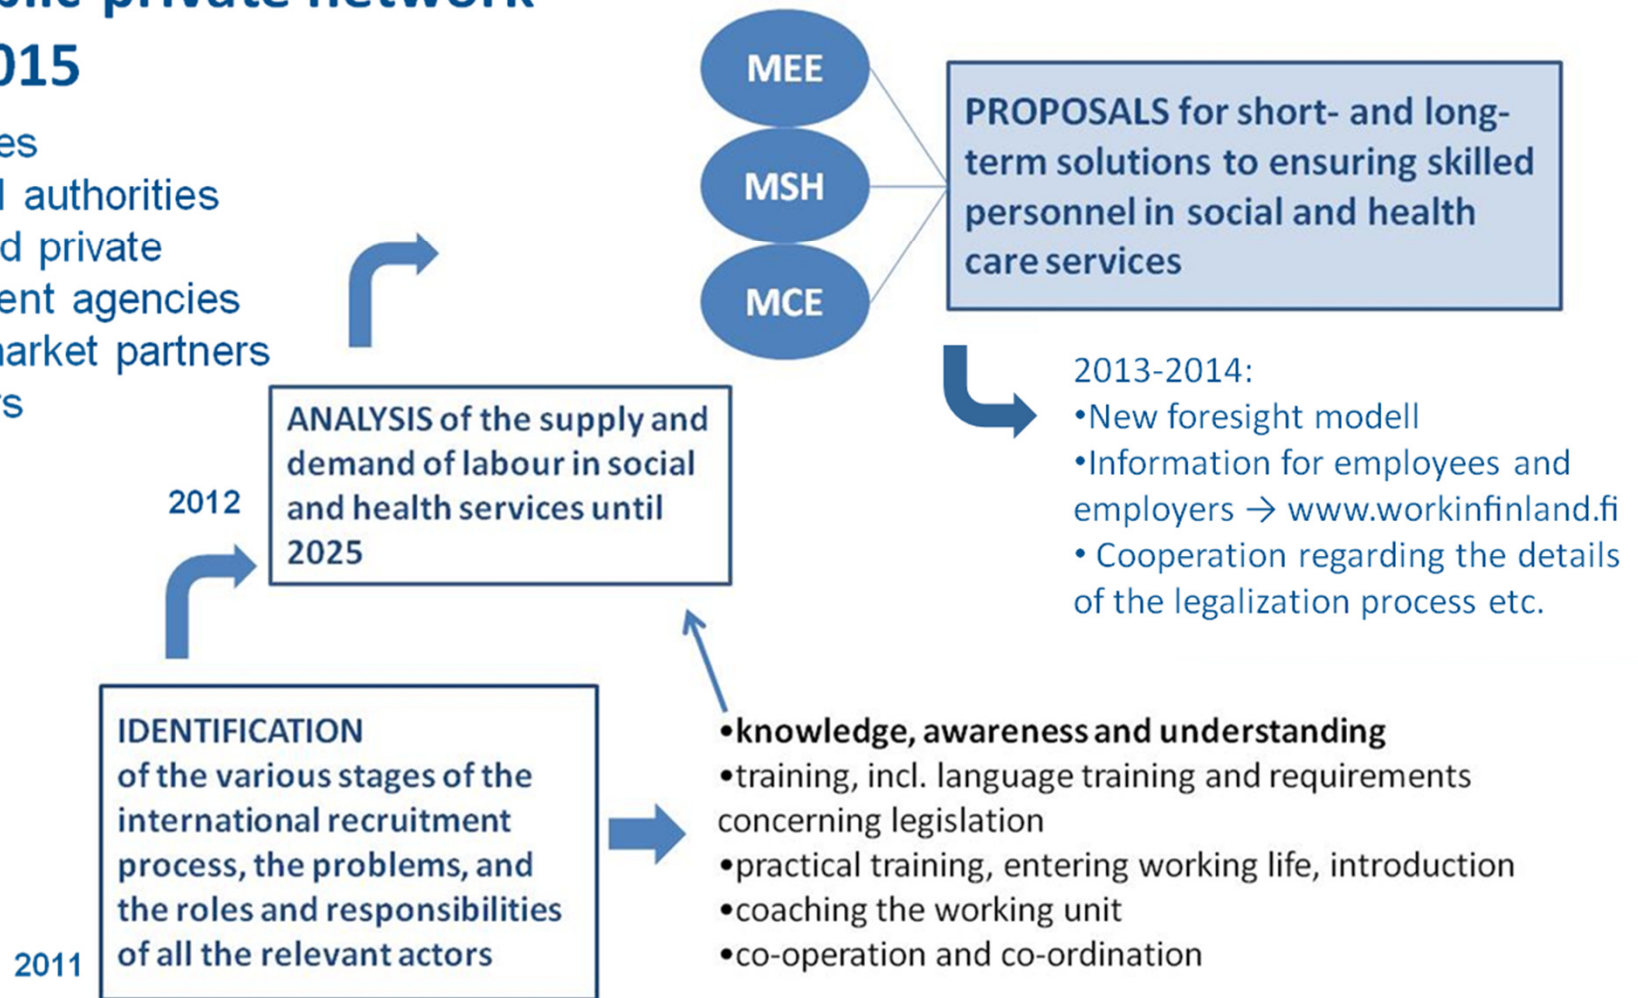 private network
015
es
authorities
d private
ent agencies
market partners
rs
MEE
MSH
MCE
PROPOSALS for short- and long-
term solutions to ensuring skilled
personnel in social and health
care services
2013-2014:
•New foresight modell
•Information for employees and
employers → www.workinfinland.fi
• Cooperation regarding the details
of the legalization process etc.
ANALYSIS of the supply and
demand of labour in social
and health services until
2025
2012
IDENTIFICATION
of the various stages of the
international recruitment
process, the problems, and
the roles and responsibilities
of all the relevant actors
2011
•knowledge, awareness and understanding
•training, incl. language training and requirements
concerning legislation
•practical training, entering working life, introduction
•coaching the working unit
•co-operation and co-ordination